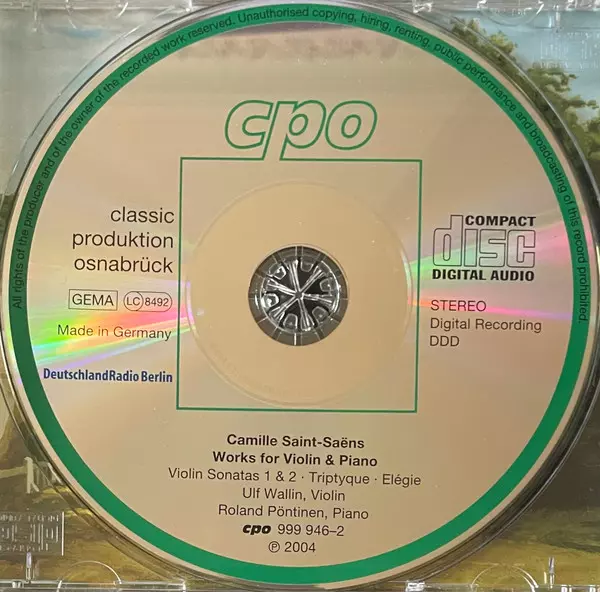 All rights of the producer and of the owner of the recorded work reserved. Unauthorised copying, hiring, renting, public performance and broadcasting of this record prohibited.
cpo
classic
produktion
osnabrück
GEMA LC 8492
Made in Germany
DeutschlandRadio Berlin
COMPACT
disc
DIGITAL AUDIO
STEREO
Digital Recording
DDD
Camille Saint-Saëns
Works for Violin & Piano
Violin Sonatas 1 & 2 · Triptyque · Elégie
Ulf Wallin, Violin
Roland Pöntinen, Piano
cpo 999 946–2
℗ 2004